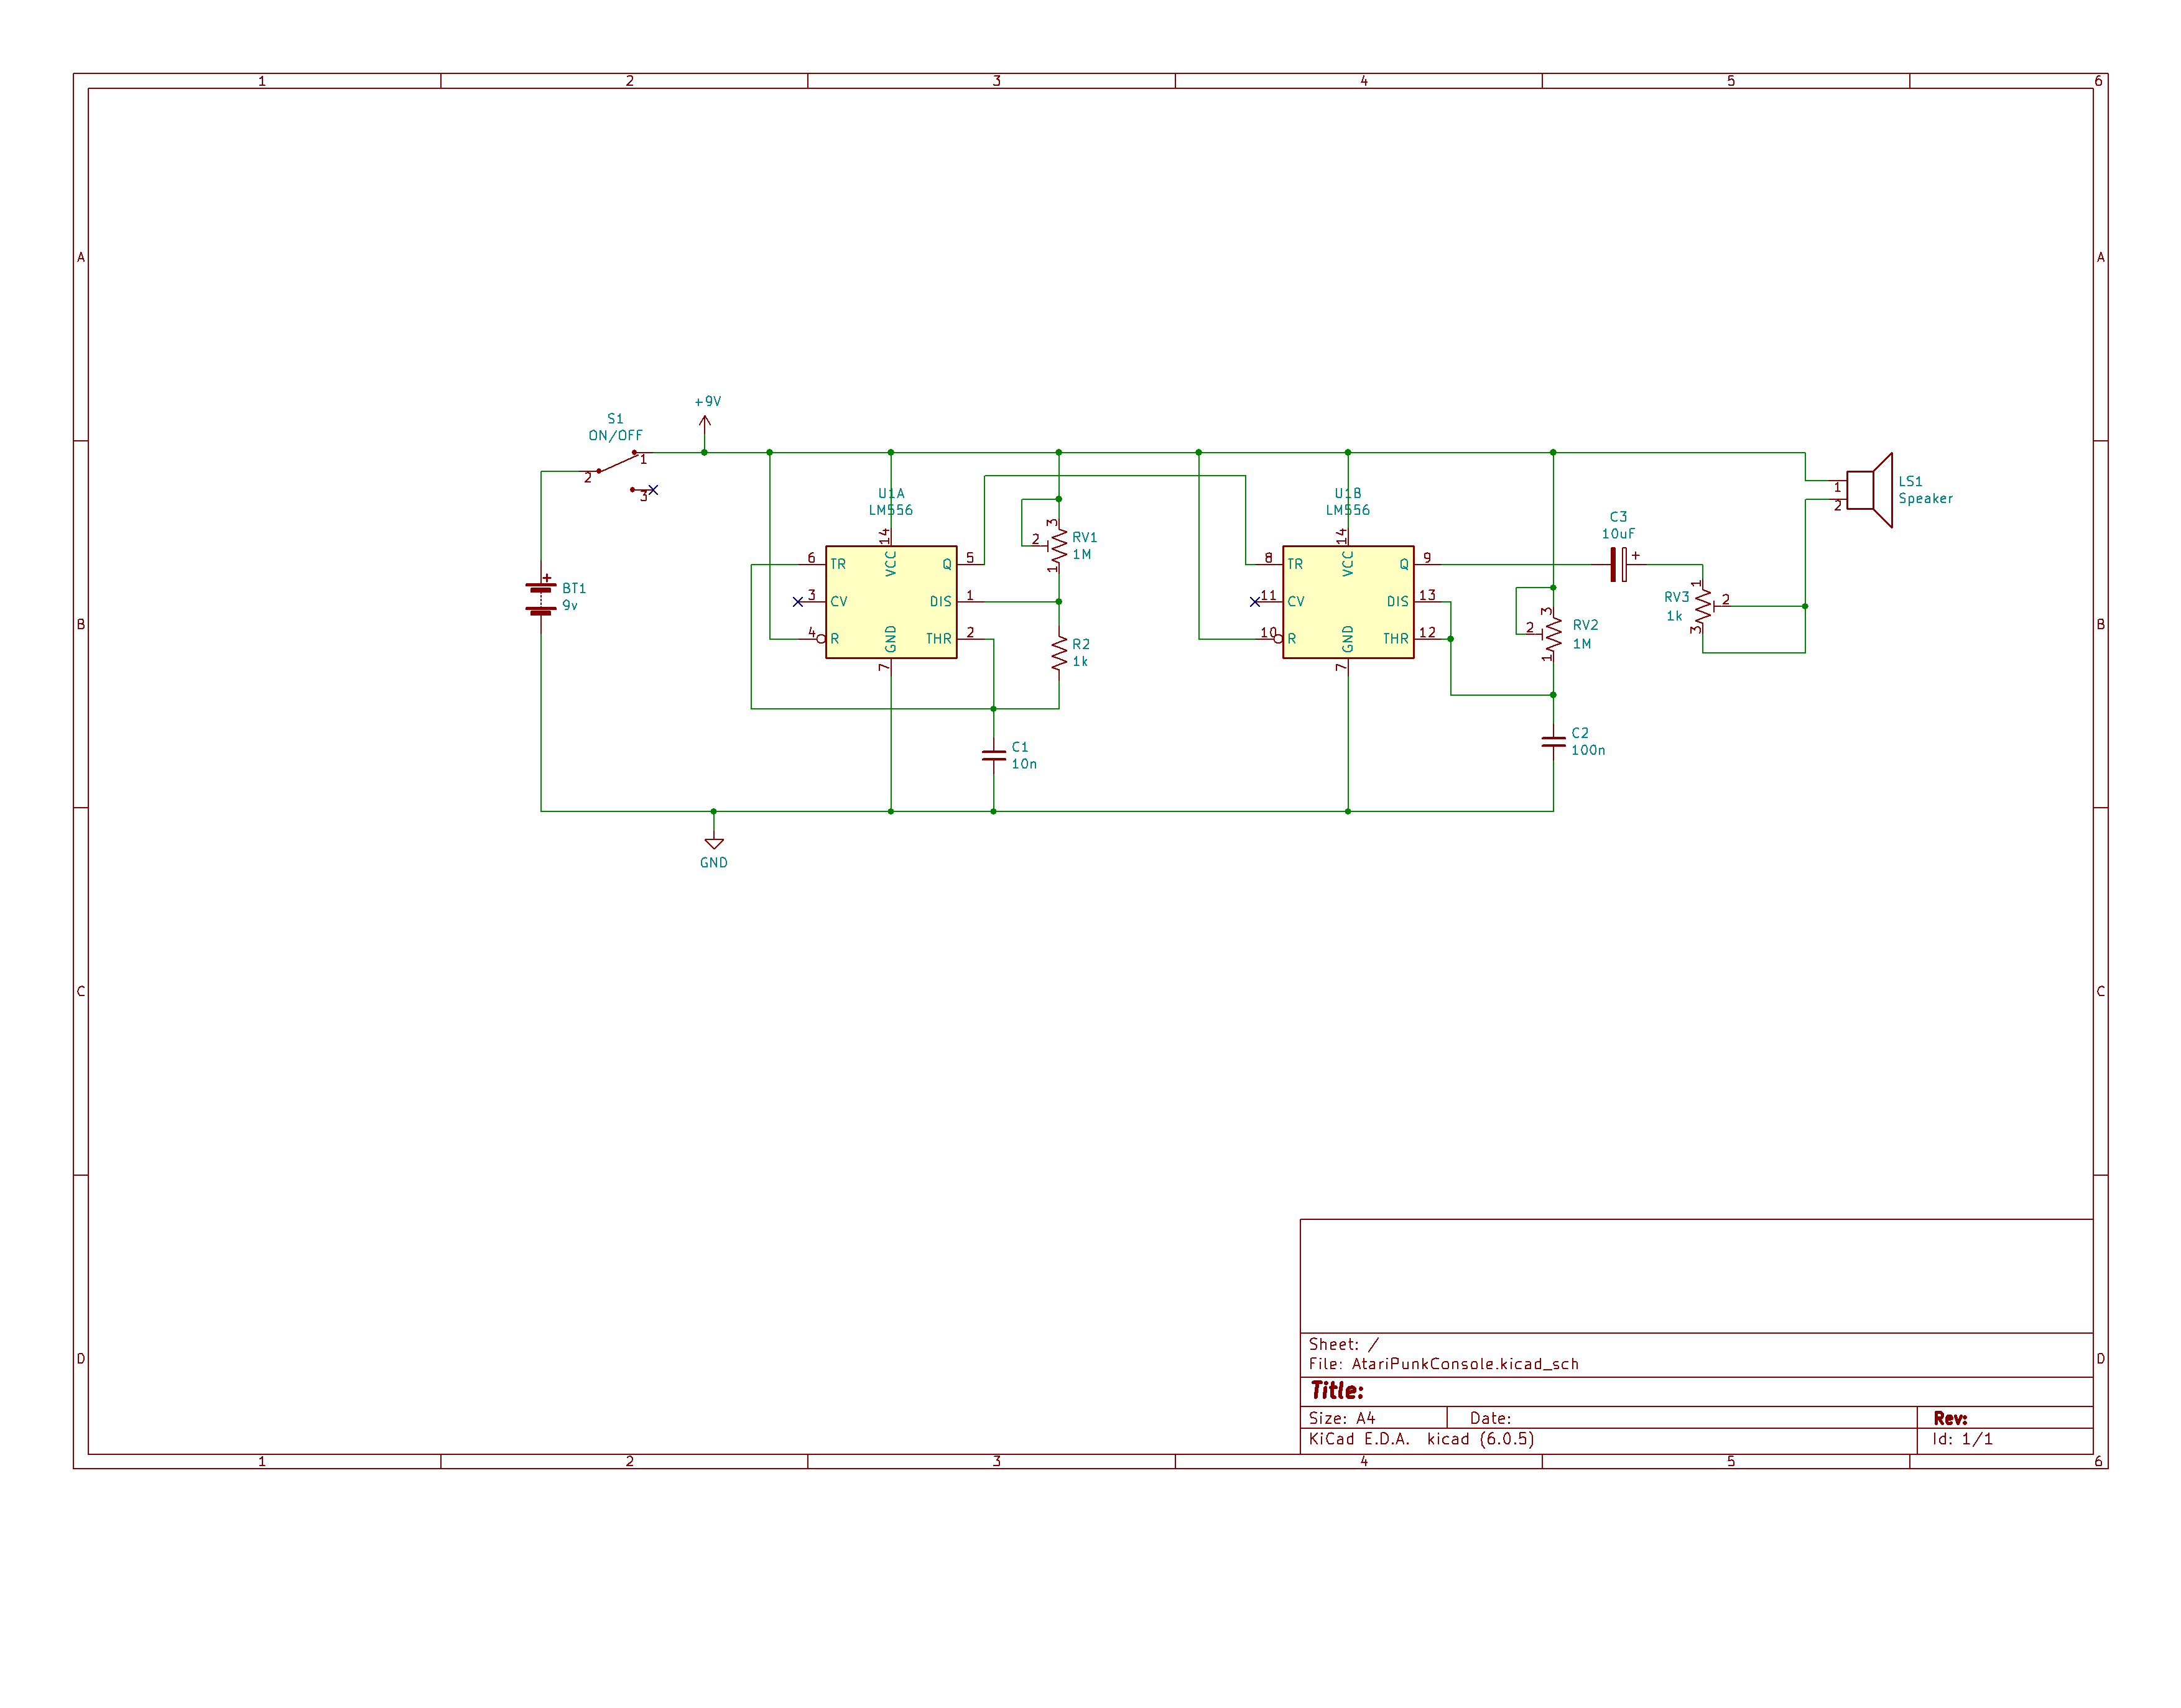 1 2 3 4 5 6
A A
+9V
S1
ON/OFF
1
2
3
U1A
LM556
14
6 TR VCC Q 5
3 CV DIS 1
4 R GND THR 2
7
3
RV1
2
1M
1
R2
1k
C1
10n
U1B
LM556
14
8 TR VCC Q 9
11 CV DIS 13
10 R GND THR 12
7
3
RV2
2
1M
1
C2
100n
C3
10uF
+
1
RV3
2
1k
3
LS1
1
Speaker
2
+
BT1
9v
B B
GND
C C
Sheet: /
File: AtariPunkConsole.kicad_sch
D D
Title:
Size: A4 Date: Rev:
KiCad E.D.A. kicad (6.0.5) Id: 1/1
1 2 3 4 5 6